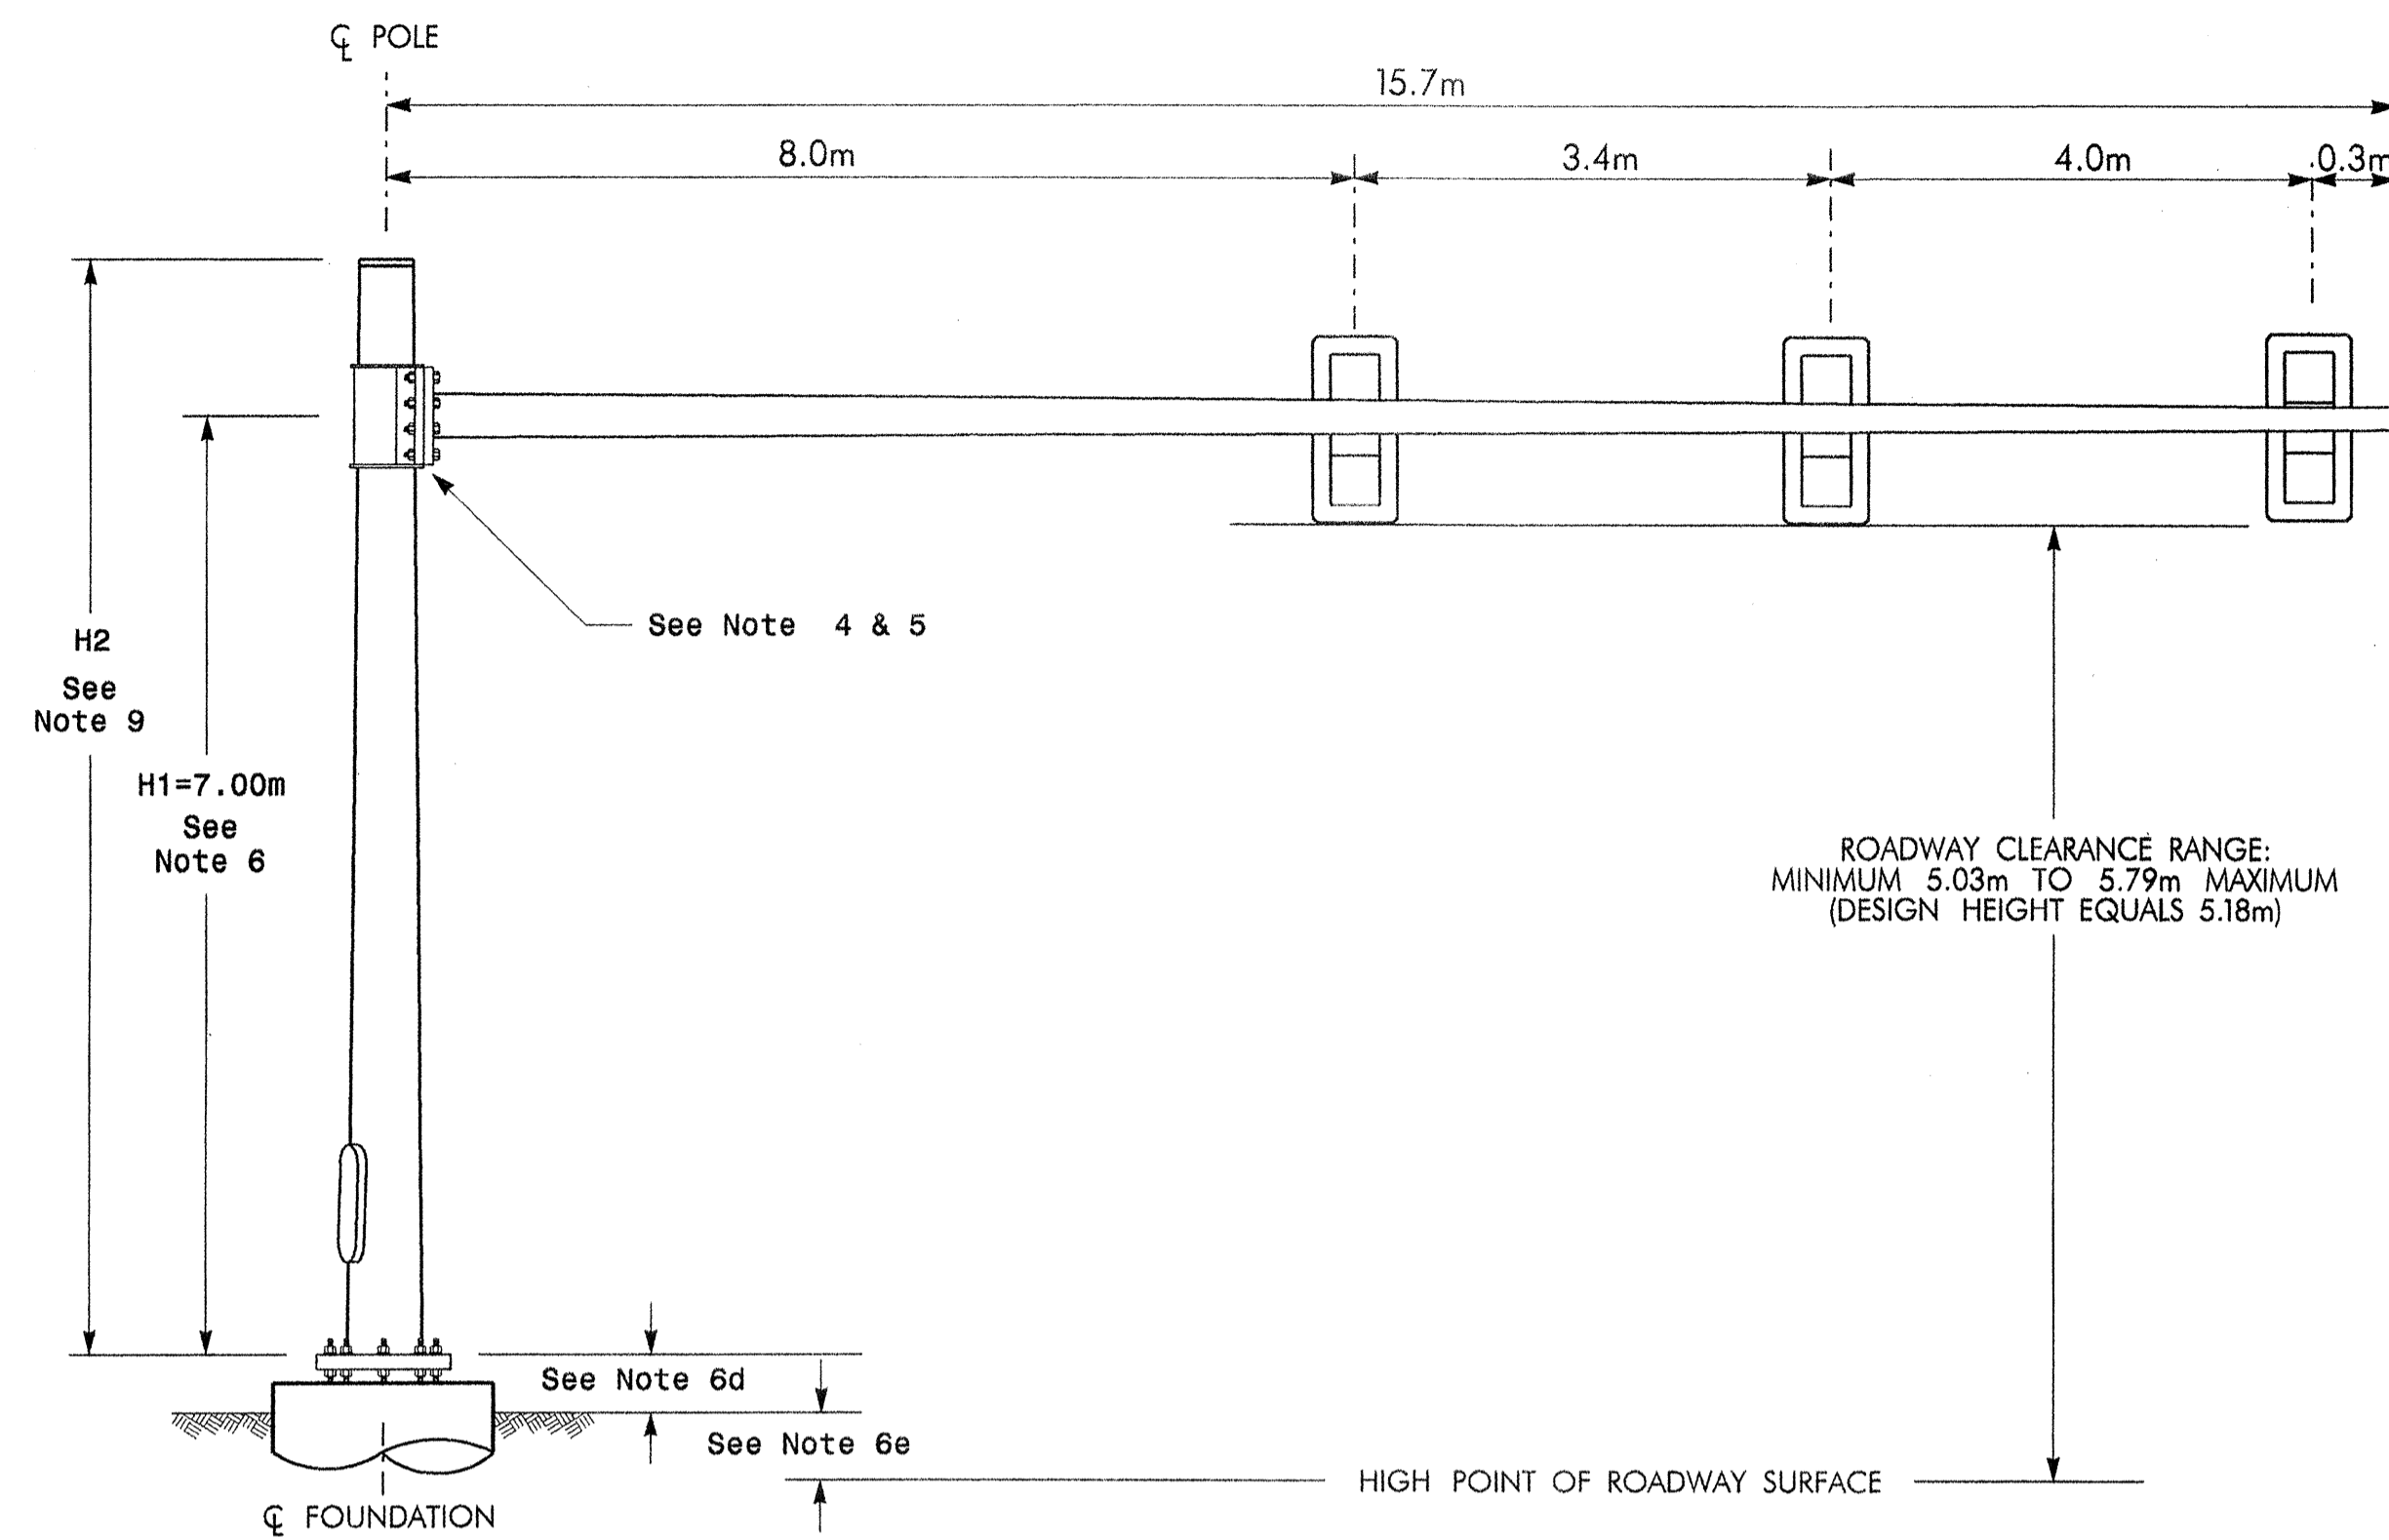 ℄ POLE
15.7m
8.0m
3.4m
4.0m
0.3m
See Note 4 & 5
H2
See
Note 9
H1=7.00m
See
Note 6
ROADWAY CLEARANCE RANGE:
MINIMUM 5.03m TO 5.79m MAXIMUM
(DESIGN HEIGHT EQUALS 5.18m)
See Note 6d
See Note 6e
HIGH POINT OF ROADWAY SURFACE
℄ FOUNDATION